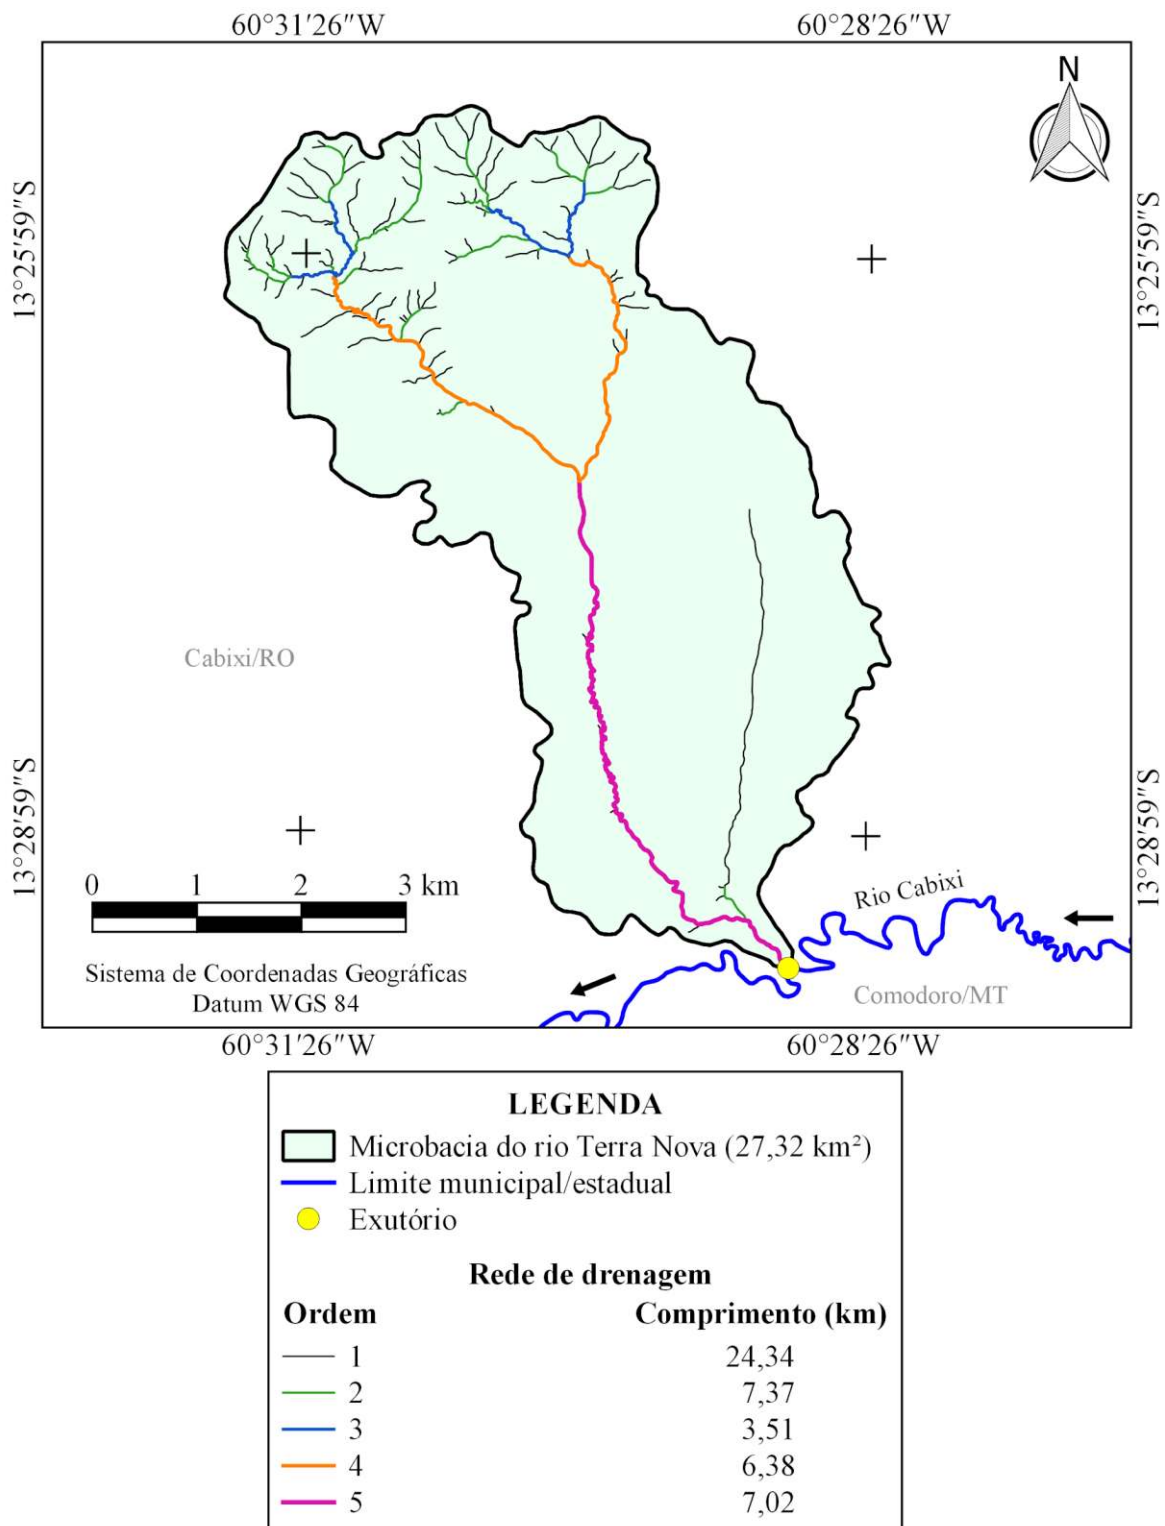 60°31'26"W 60°28'26"W
N
13°25'59"S 13°25'59"S
Cabixi/RO
13°28'59"S 13°28'59"S
0 1 2 3 km
Rio Cabixi
Sistema de Coordenadas Geográficas
Datum WGS 84
Comodoro/MT
60°31'26"W 60°28'26"W
LEGENDA
Microbacia do rio Terra Nova (27,32 km²)
Limite municipal/estadual
Exutório
Rede de drenagem
Ordem Comprimento (km)
1 24,34
2 7,37
3 3,51
4 6,38
5 7,02